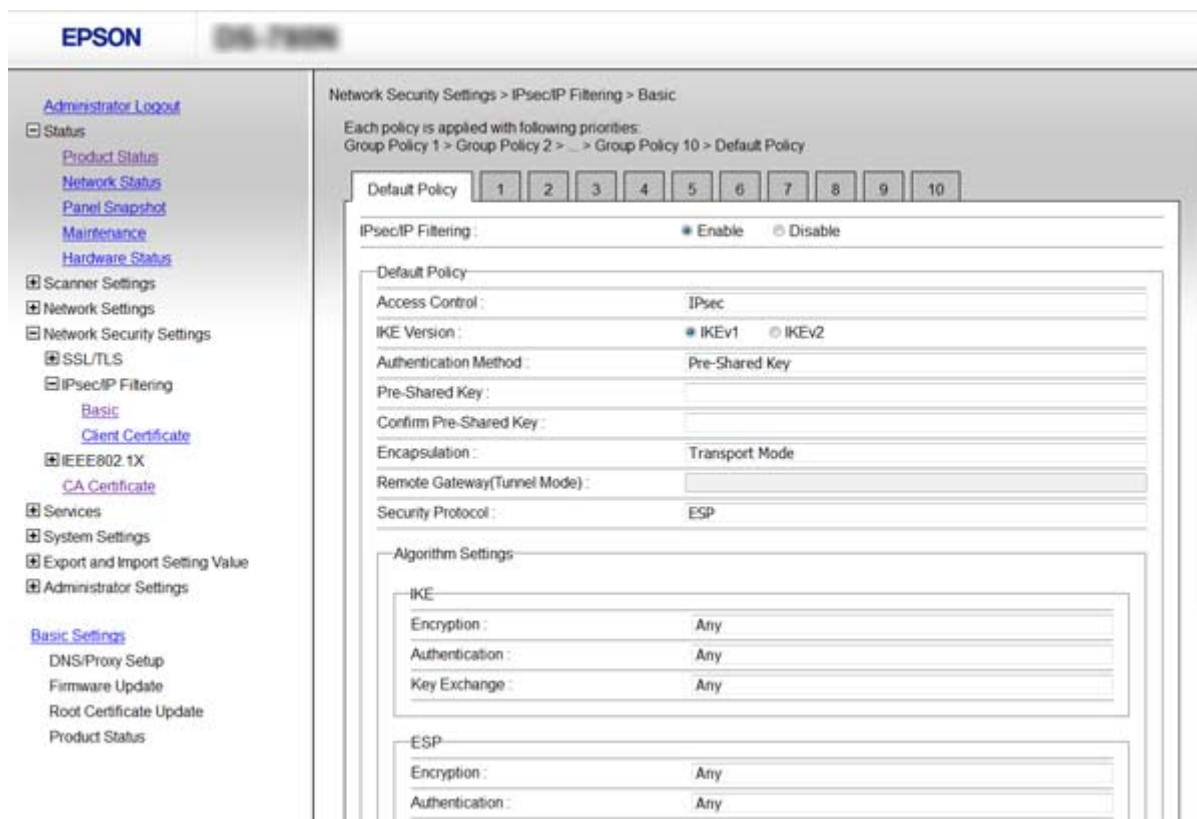 EPSON
Administrator Logout
Status
Product Status
Network Status
Panel Snapshot
Maintenance
Hardware Status
Scanner Settings
Network Settings
Network Security Settings
SSL/TLS
IPsec/IP Filtering
Basic
Client Certificate
IEEE802.1X
CA Certificate
Services
System Settings
Export and Import Setting Value
Administrator Settings
Basic Settings
DNS/Proxy Setup
Firmware Update
Root Certificate Update
Product Status
Network Security Settings > IPsec/IP Filtering > Basic
Each policy is applied with following priorities:
Group Policy 1 > Group Policy 2 > ... > Group Policy 10 > Default Policy
Default Policy 1 2 3 4 5 6 7 8 9 10
IPsec/IP Filtering : Enable Disable
Default Policy
Access Control : IPsec
IKE Version : IKEv1 IKEv2
Authentication Method : Pre-Shared Key
Pre-Shared Key :
Confirm Pre-Shared Key :
Encapsulation : Transport Mode
Remote Gateway(Tunnel Mode) :
Security Protocol : ESP
Algorithm Settings
IKE
Encryption : Any
Authentication : Any
Key Exchange : Any
ESP
Encryption : Any
Authentication : Any